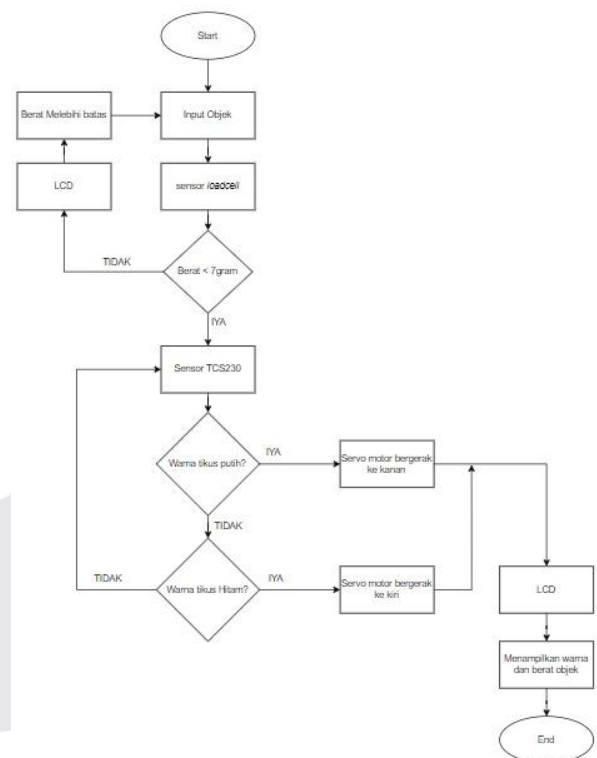 Start
Berat Melebihi batas
Input Objek
LCD
sensor loadcell
TIDAK
Berat < 7gram
IYA
Sensor TCS230
Warna tikus putih?
IYA
Servo motor bergerak
ke kanan
TIDAK
TIDAK
Warna tikus Hitam?
IYA
Servo motor bergerak
ke kiri
LCD
Menampilkan warna
dan berat objek
End